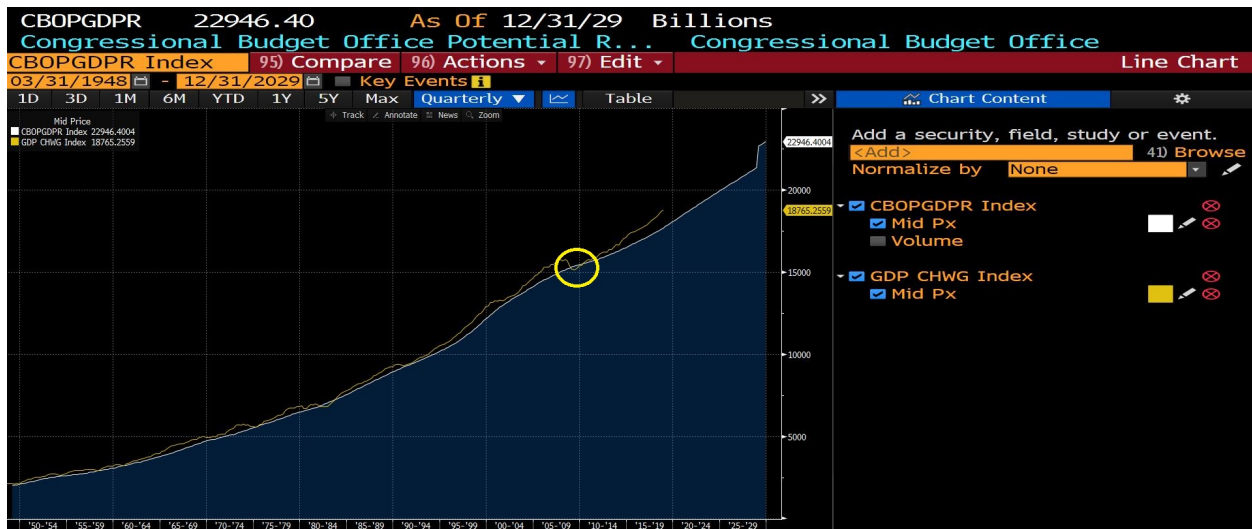 CBOPGDPR 22946.40 As Of 12/31/29 Billions
Congressional Budget Office Potential R... Congressional Budget Office
CBOPGDPR Index 95) Compare 96) Actions 97) Edit Line Chart
03/31/1948 - 12/31/2029 Key Events i
1D 3D 1M 6M YTD 1Y 5Y Max Quarterly ▼ Table >> Chart Content
Track Annotate News Zoom
Mid Price
CBOPGDPR Index 22946.4004
GDP CHWG Index 18765.2559
22946.4004
20000
18765.2559
15000
10000
5000
'50-'54 '55-'59 '60-'64 '65-'69 '70-'74 '75-'79 '80-'84 '85-'89 '90-'94 '95-'99 '00-'04 '05-'09 '10-'14 '15-'19 '20-'24 '25-'29
Add a security, field, study or event.
<Add> 41) Browse
Normalize by None
CBOPGDPR Index
Mid Px
Volume
GDP CHWG Index
Mid Px